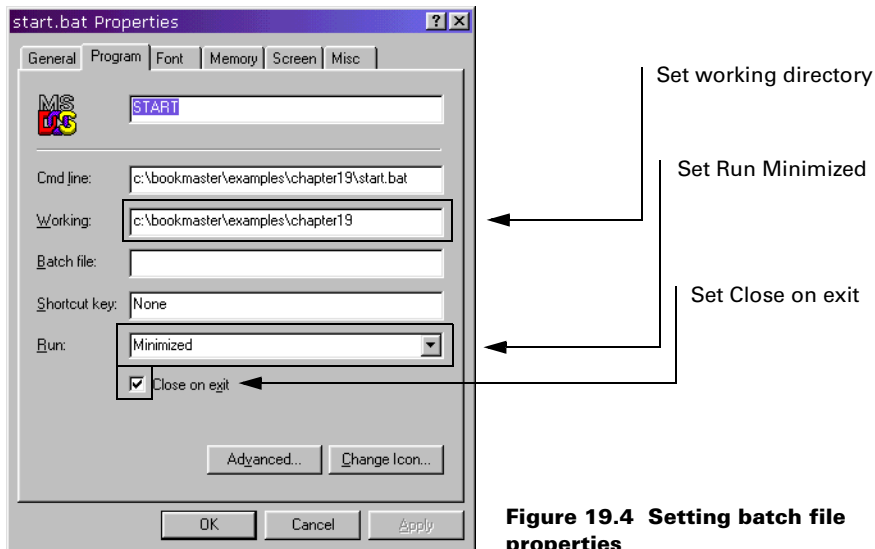 start.bat Properties
General Program Font Memory Screen Misc
MS
DOS
START
Cmd line: c:\bookmaster\examples\chapter19\start.bat
Working: c:\bookmaster\examples\chapter19
Batch file:
Shortcut key: None
Run: Minimized
Close on exit
Advanced... Change Icon...
OK Cancel Apply
Set working directory
Set Run Minimized
Set Close on exit
Figure 19.4 Setting batch file
properties